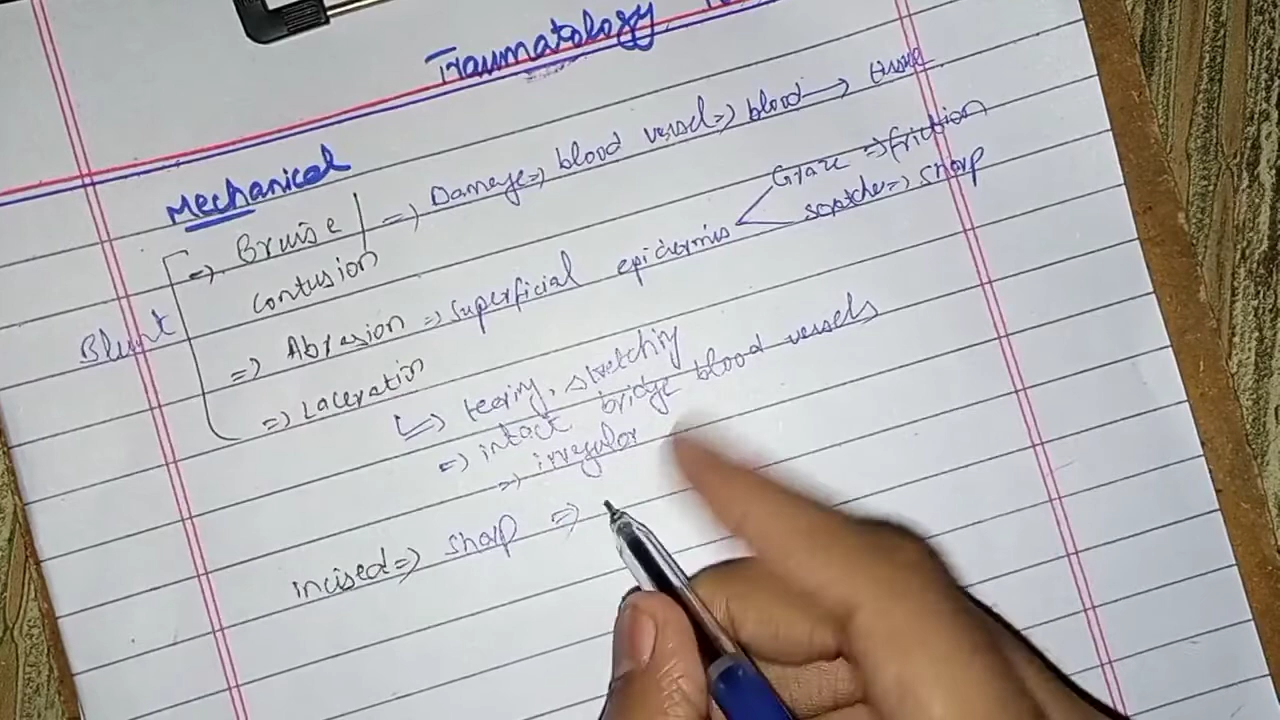 Traumatology
Mechanical
Blunt
=> Bruise => Damage=> blood vessel=> blood → tissue
contusion
=> Abrasion => superficial epidermis
Graze => friction
scratche=> sharp
=> Laceration
=> tearing, stretching
=> intact bridge blood vessels
=> irregular
incised=> sharp =>